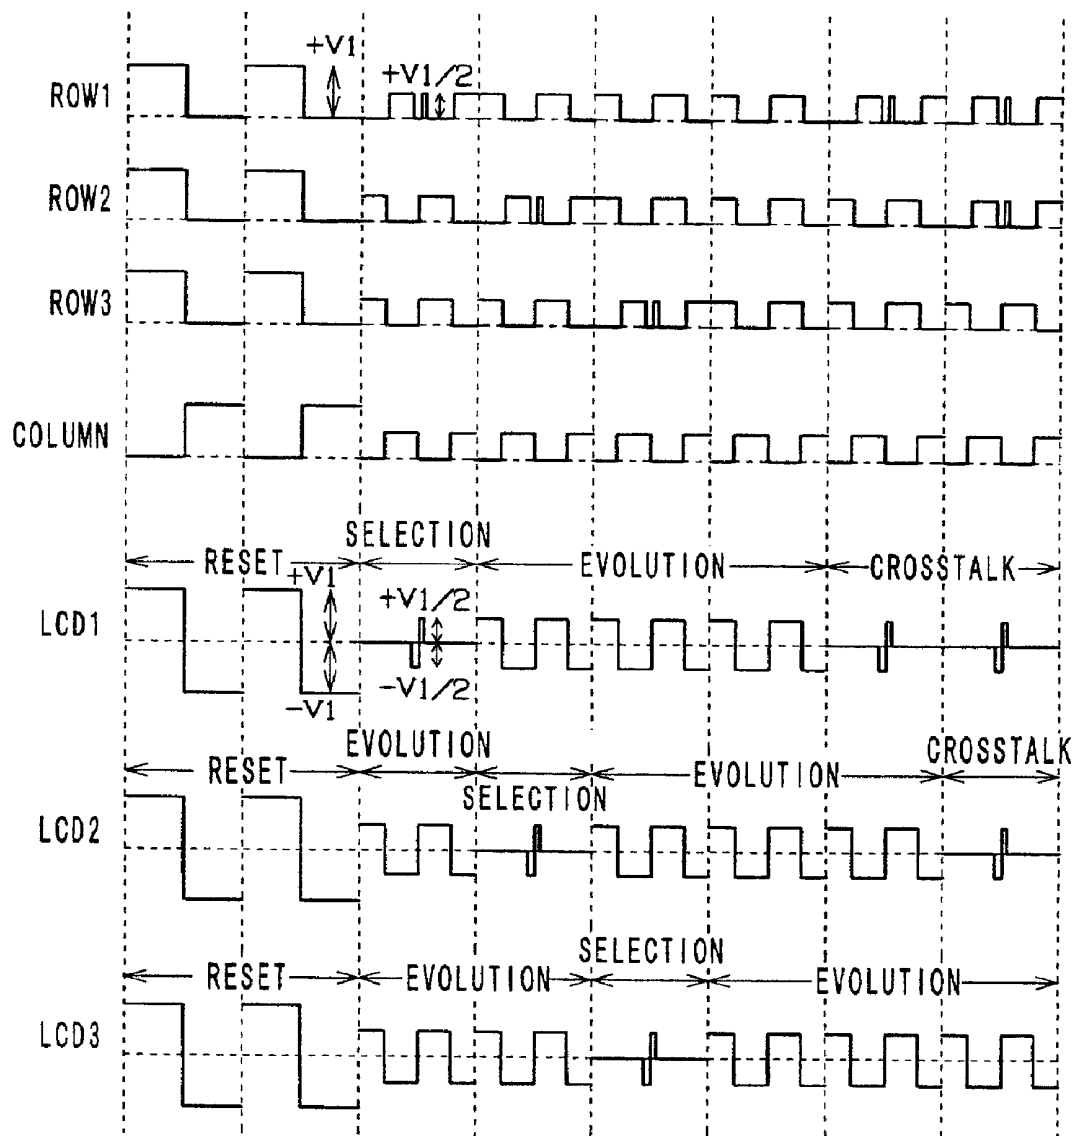 +V1
ROW1
+V1/2
ROW2
ROW3
COLUMN
SELECTION
RESET
EVOLUTION
CROSSTALK
+V1
LCD1
+V1/2
-V1/2
-V1
EVOLUTION
CROSSTALK
RESET
EVOLUTION
SELECTION
LCD2
SELECTION
RESET
EVOLUTION
EVOLUTION
LCD3